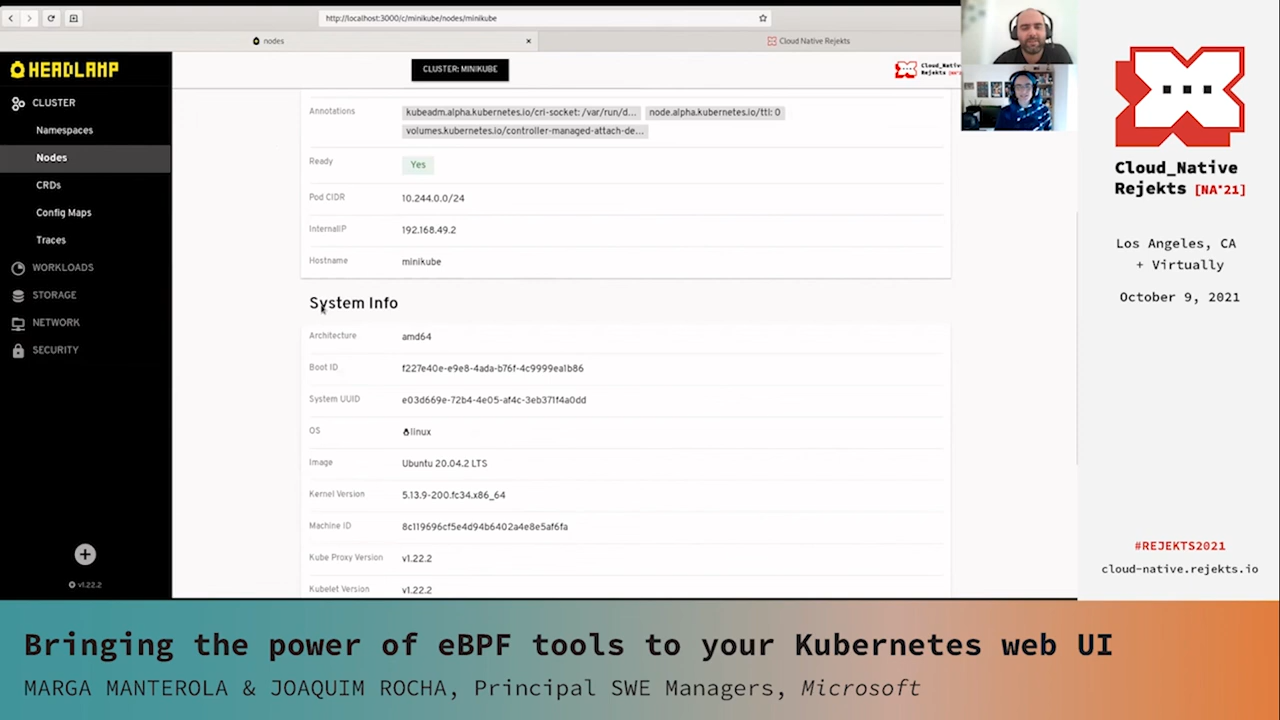 http://localhost:3000/c/minikube/nodes/minikube
nodes
Cloud Native Rejekts
HEADLAMP
CLUSTER: MINIKUBE
CLUSTER
Namespaces
Nodes
CRDs
Config Maps
Traces
WORKLOADS
STORAGE
NETWORK
SECURITY
v1.22.2
Annotations
kubeadm.alpha.kubernetes.io/cri-socket: /var/run/d...
node.alpha.kubernetes.io/ttl: 0
volumes.kubernetes.io/controller-managed-attach-de...
Ready
Yes
Pod CIDR
10.244.0.0/24
InternalIP
192.168.49.2
Hostname
minikube
System Info
Architecture
amd64
Boot ID
f227e40e-e9e8-4ada-b76f-4c9999ea1b86
System UUID
e03d669e-72b4-4e05-af4c-3eb371f4a0dd
OS
linux
Image
Ubuntu 20.04.2 LTS
Kernel Version
5.13.9-200.fc34.x86_64
Machine ID
8c119696cf5e4d94b6402a4e8e5af6fa
Kube Proxy Version
v1.22.2
Kubelet Version
v1.22.2
Cloud_Native
Rejekts
Cloud_Native
Rejekts [NA'21]
Los Angeles, CA
+ Virtually
October 9, 2021
#REJEKTS2021
cloud-native.rejekts.io
Bringing the power of eBPF tools to your Kubernetes web UI
MARGA MANTEROLA & JOAQUIM ROCHA, Principal SWE Managers, Microsoft